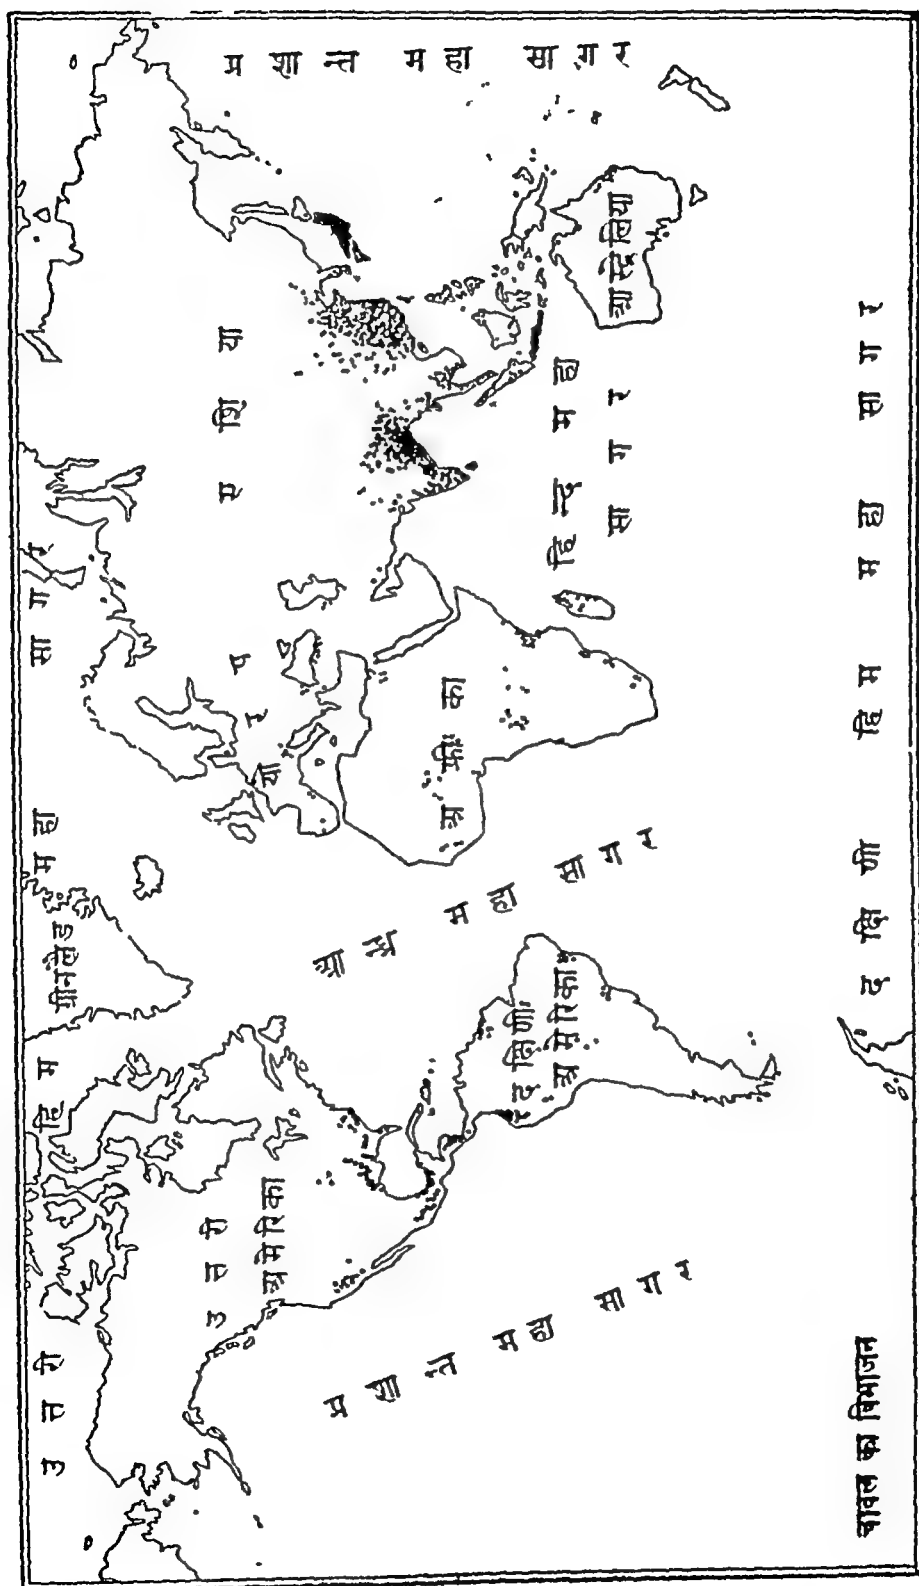 उत्तरी हिम महा सागर
ग्रीनलैंड
उत्तरी
अमेरिका
यो र प
ए शि या
प्रशान्त महा सागर
प्रशान्त महा सागर
आन्ध्र महा सागर
अफ्रीका
दक्षिणी
अमेरिका
हिन्द महा
सागर
आस्ट्रेलिया
दक्षिणी हिम महा सागर
चावल का विभाजन